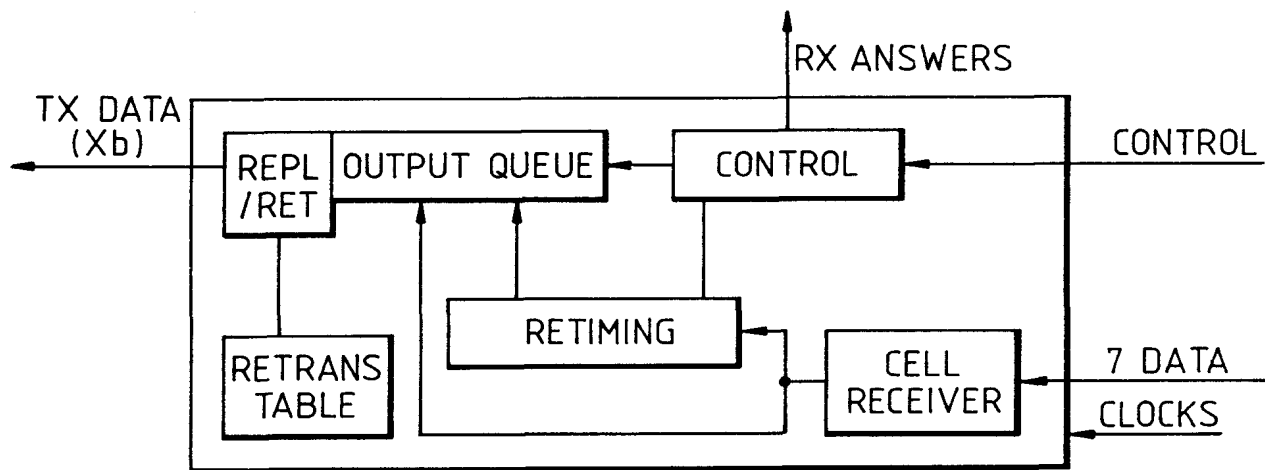 RX ANSWERS
TX DATA
(Xb)
REPL
/RET
OUTPUT QUEUE
CONTROL
CONTROL
RETIMING
RETRANS
TABLE
CELL
RECEIVER
7 DATA
CLOCKS